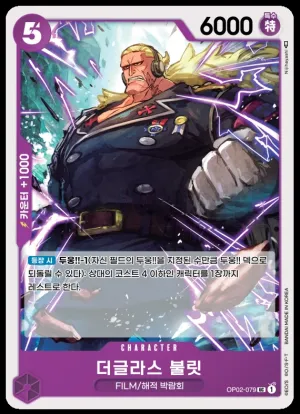 5
6000
특수
特
카운터 +1000
등장 시 두웅!!-1(자신 필드의 두웅!!을 지정된 수만큼 두웅!! 덱으로
되돌릴 수 있다): 상대의 코스트 4 이하인 캐릭터를 1장까지
레스트로 한다.
CHARACTER
더글라스 불릿
FILM/해적 박람회
OP02-079 UC 1
BANDAI MADE IN KOREA